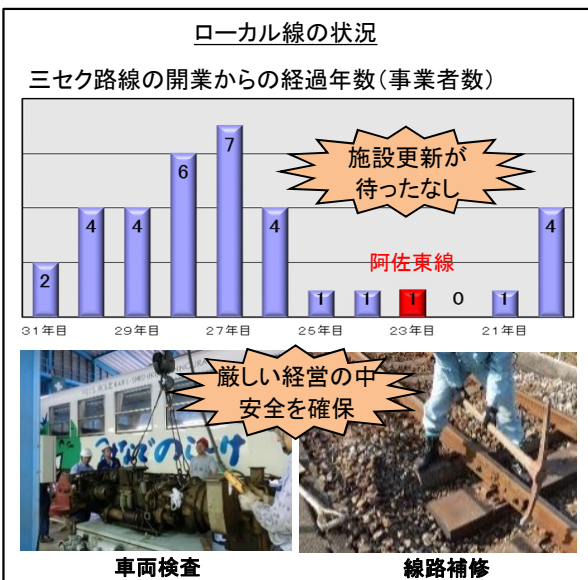 ローカル線の状況
三セク路線の開業からの経過年数（事業者数）
施設更新が
待ったなし
阿佐東線
2
4
4
6
7
4
1
1
1
0
1
4
31年目
29年目
27年目
25年目
23年目
21年目
厳しい経営の中
安全を確保
車両検査
線路補修